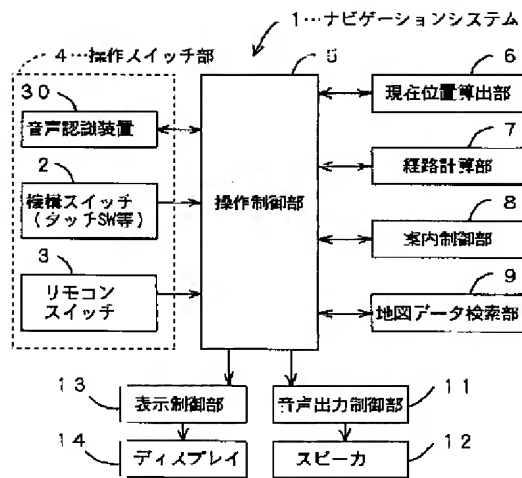 1…ナビゲーションシステム
4…操作スイッチ部
5
6
30
現在位置算出部
音声認識装置
7
2
経路計算部
機構スイッチ
(タッチSW等)
操作制御部
8
案内制御部
3
9
リモコン
スイッチ
地図データ検索部
13
11
表示制御部
音声出力制御部
14
12
ディスプレイ
スピーカ